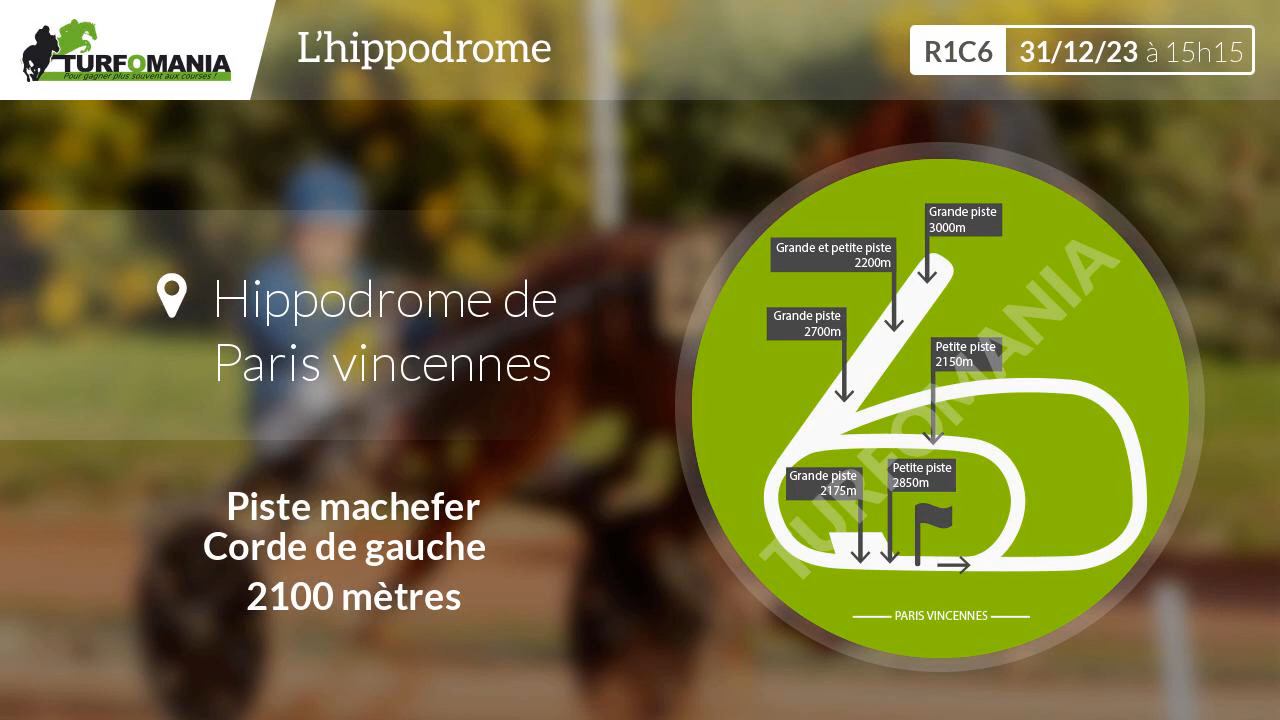 TURFOMANIA
Pour gagner plus souvent aux courses !
L'hippodrome
R1C6
31/12/23 à 15h15
Hippodrome de
Paris vincennes
Piste machefer
Corde de gauche
2100 mètres
Grande piste
3000m
Grande et petite piste
2200m
Grande piste
2700m
Petite piste
2150m
Grande piste
2175m
Petite piste
2850m
TURFOMANIA
PARIS VINCENNES